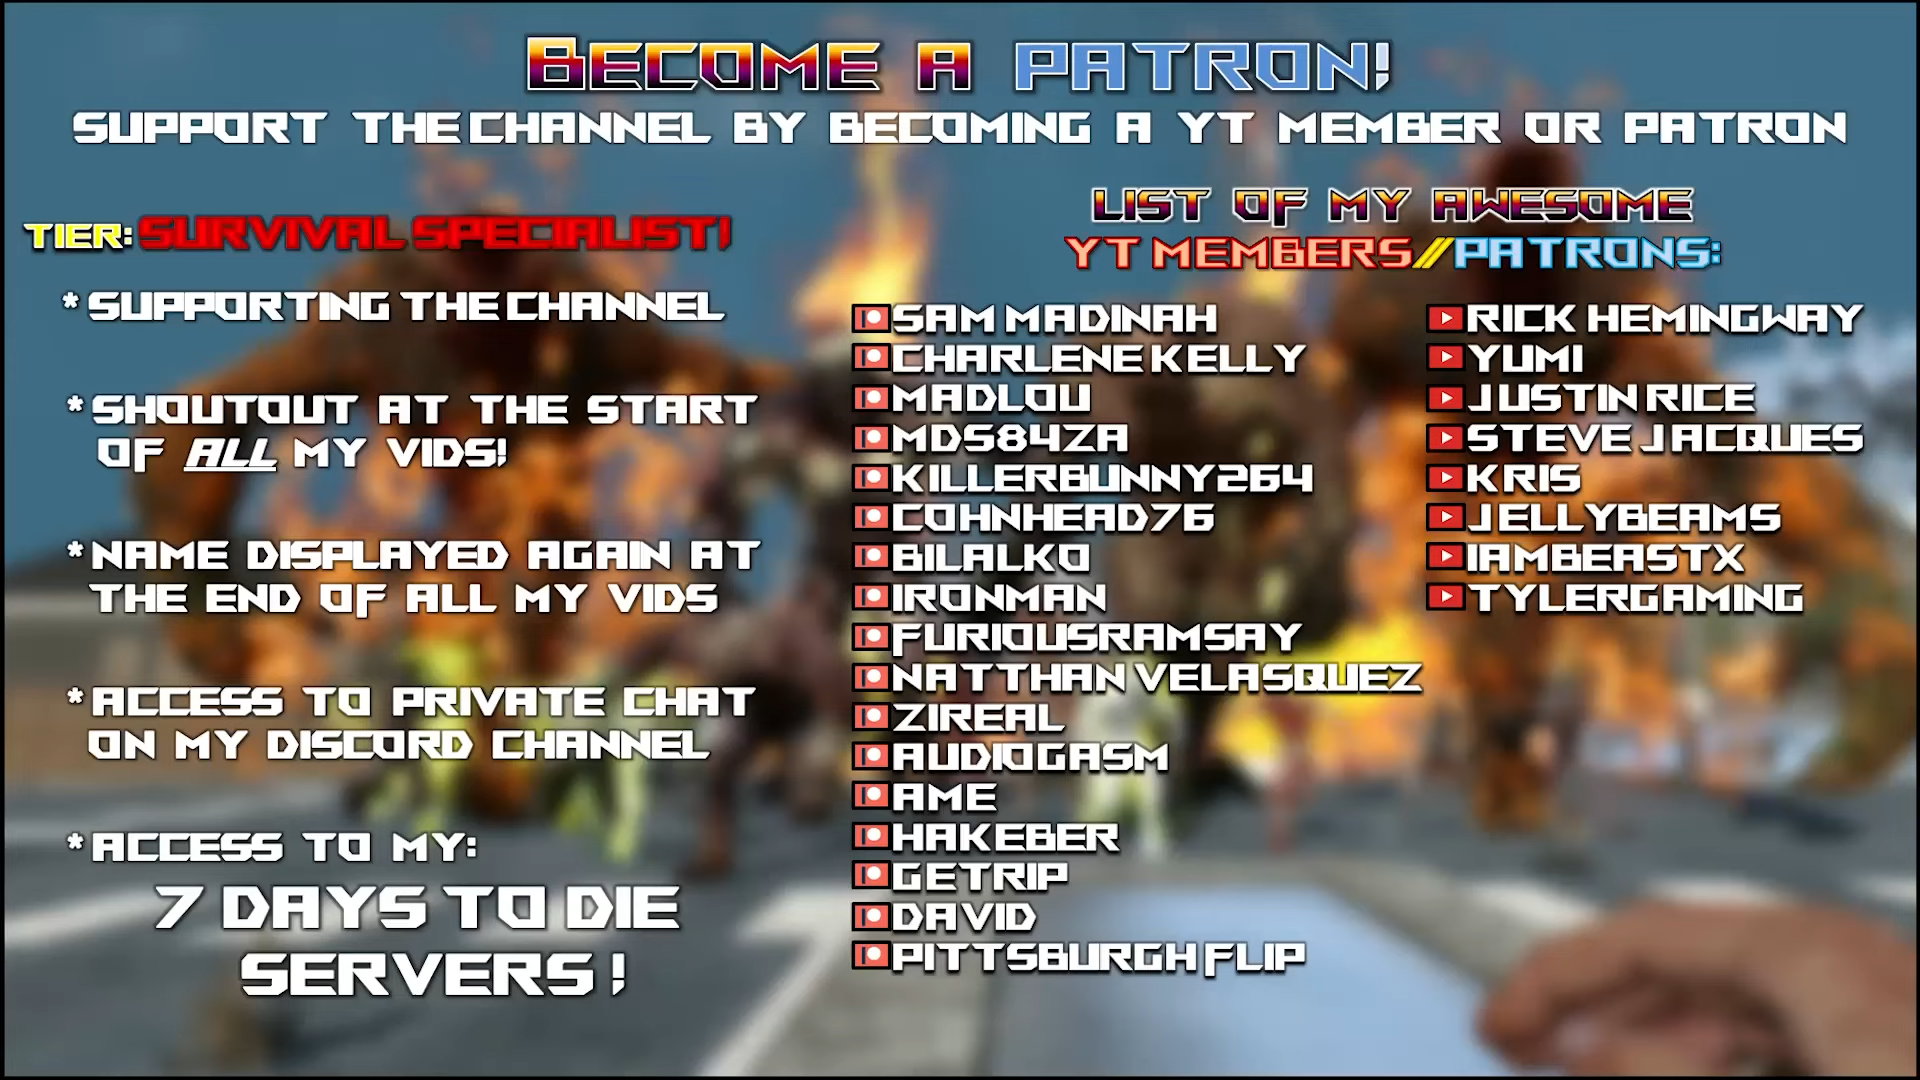 BECOME A PATRON!
SUPPORT THE CHANNEL BY BECOMING A YT MEMBER OR PATRON
TIER: SURVIVAL SPECIALIST!
* SUPPORTING THE CHANNEL
* SHOUTOUT AT THE START
OF ALL MY VIDS!
* NAME DISPLAYED AGAIN AT
THE END OF ALL MY VIDS
* ACCESS TO PRIVATE CHAT
ON MY DISCORD CHANNEL
* ACCESS TO MY:
7 DAYS TO DIE
SERVERS !
LIST OF MY AWESOME
YT MEMBERS//PATRONS:
SAM MADINAH
CHARLENE KELLY
MADLOU
MDS84ZA
KILLERBUNNY264
COHNHEAD76
BILALKO
IRONMAN
FURIOUSRAMSAY
NATTHAN VELASQUEZ
ZIREAL
AUDIOGASM
AME
HAKEBER
GETRIP
DAVID
PITTSBURGH FLIP
RICK HEMINGWAY
YUMI
JUSTIN RICE
STEVE JACQUES
KRIS
JELLYBEAMS
IAMBEASTX
TYLERGAMING